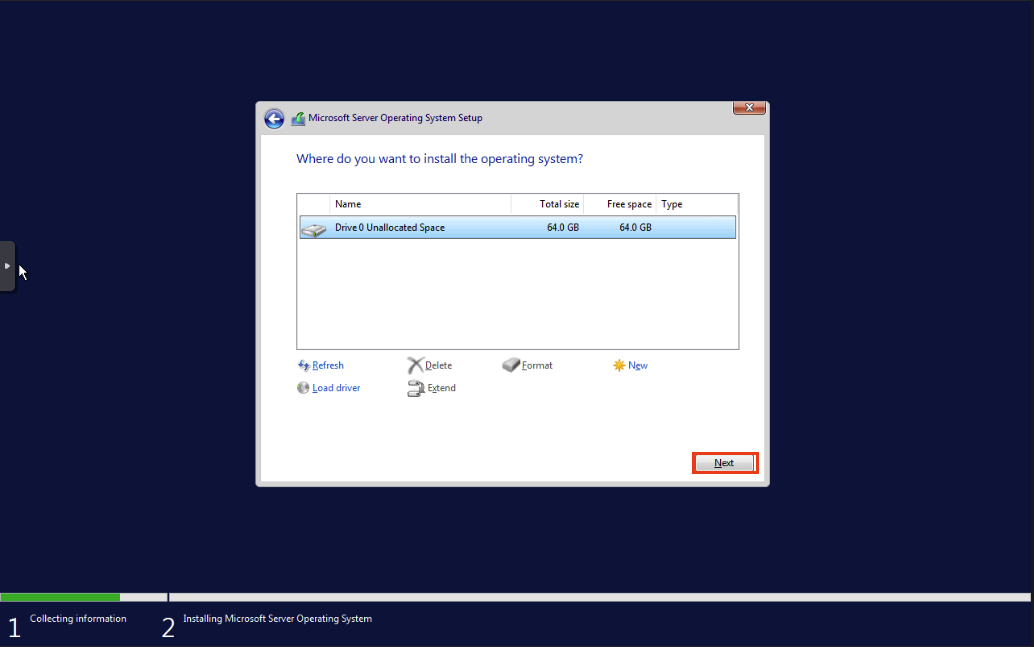 Microsoft Server Operating System Setup
Where do you want to install the operating system?
Name Total size Free space Type
Drive 0 Unallocated Space 64.0 GB 64.0 GB
Refresh Delete Format New
Load driver Extend
Next
1 Collecting information 2 Installing Microsoft Server Operating System